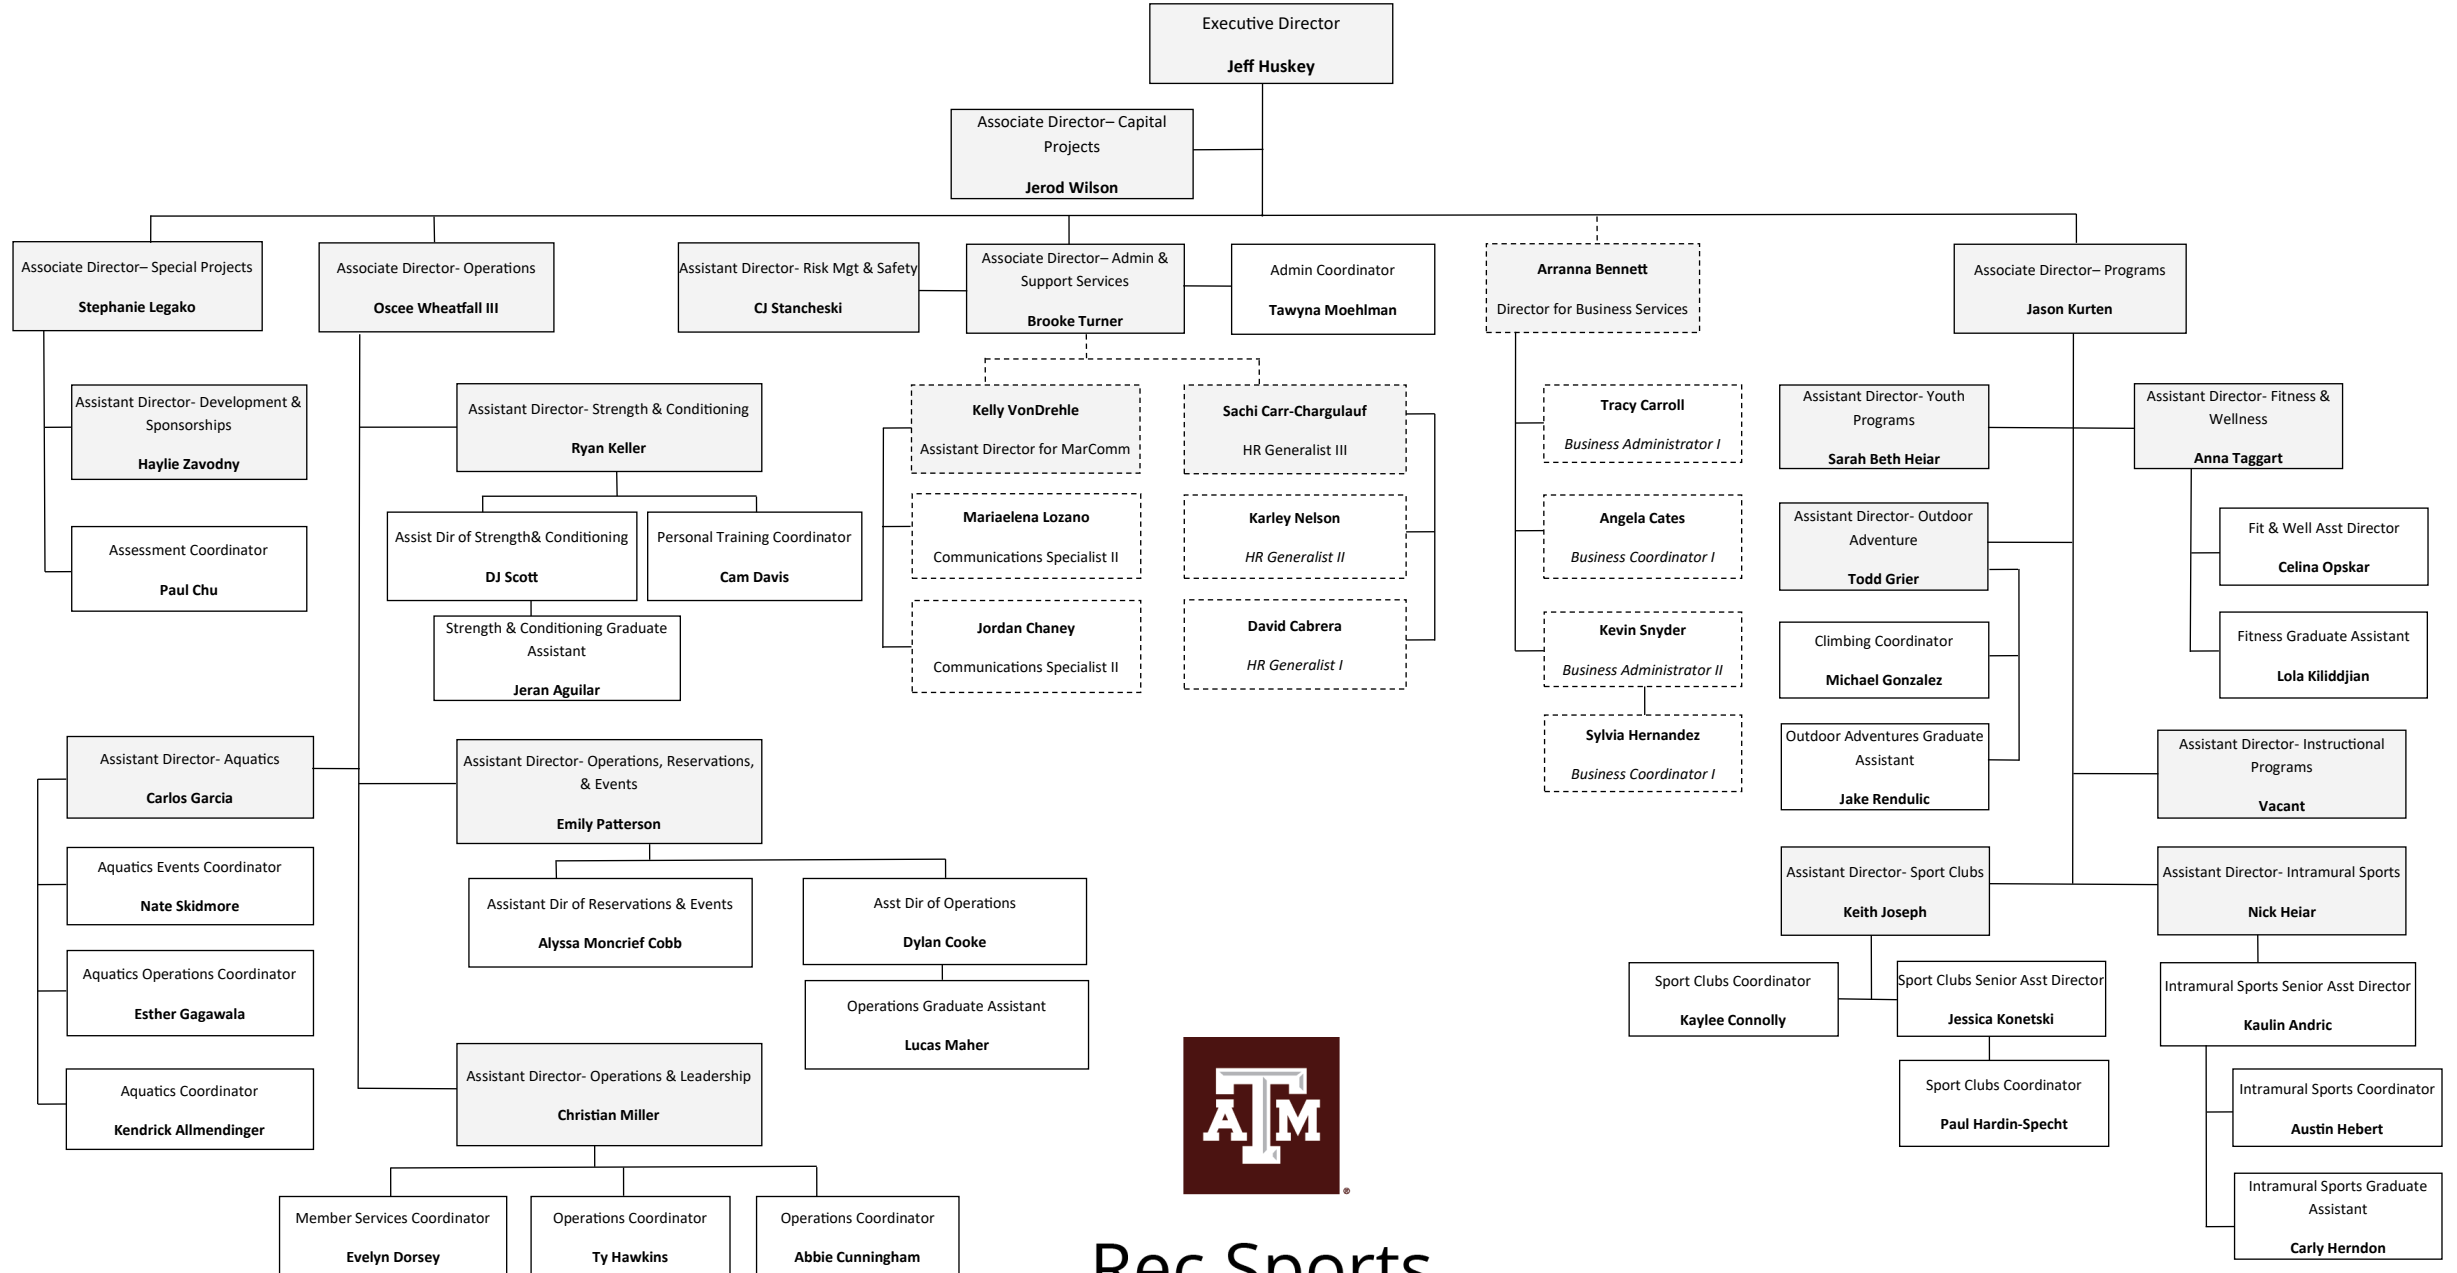 Executive Director
Jeff Huskey
Associate Director– Capital
Projects
Jerod Wilson
Associate Director– Special Projects
Stephanie Legako
Associate Director- Operations
Oscee Wheatfall III
Assistant Director- Risk Mgt & Safety
CJ Stancheski
Associate Director– Admin &
Support Services
Brooke Turner
Admin Coordinator
Tawyna Moehlman
Arranna Bennett
Director for Business Services
Associate Director– Programs
Jason Kurten
Assistant Director- Development &
Sponsorships
Haylie Zavodny
Assessment Coordinator
Paul Chu
Assistant Director- Strength & Conditioning
Ryan Keller
Assist Dir of Strength& Conditioning
DJ Scott
Personal Training Coordinator
Cam Davis
Strength & Conditioning Graduate
Assistant
Jeran Aguilar
Kelly VonDrehle
Assistant Director for MarComm
Mariaelena Lozano
Communications Specialist II
Jordan Chaney
Communications Specialist II
Sachi Carr-Chargulauf
HR Generalist III
Karley Nelson
HR Generalist II
David Cabrera
HR Generalist I
Tracy Carroll
Business Administrator I
Angela Cates
Business Coordinator I
Kevin Snyder
Business Administrator II
Sylvia Hernandez
Business Coordinator I
Assistant Director- Youth
Programs
Sarah Beth Heiar
Assistant Director- Fitness &
Wellness
Anna Taggart
Assistant Director- Outdoor
Adventure
Todd Grier
Fit & Well Asst Director
Celina Opskar
Climbing Coordinator
Michael Gonzalez
Fitness Graduate Assistant
Lola Kiliddjian
Outdoor Adventures Graduate
Assistant
Jake Rendulic
Assistant Director- Instructional
Programs
Vacant
Assistant Director- Aquatics
Carlos Garcia
Aquatics Events Coordinator
Nate Skidmore
Aquatics Operations Coordinator
Esther Gagawala
Aquatics Coordinator
Kendrick Allmendinger
Assistant Director- Operations, Reservations,
& Events
Emily Patterson
Assistant Dir of Reservations & Events
Alyssa Moncrief Cobb
Asst Dir of Operations
Dylan Cooke
Operations Graduate Assistant
Lucas Maher
Assistant Director- Operations & Leadership
Christian Miller
Member Services Coordinator
Evelyn Dorsey
Operations Coordinator
Ty Hawkins
Operations Coordinator
Abbie Cunningham
Assistant Director- Sport Clubs
Keith Joseph
Assistant Director- Intramural Sports
Nick Heiar
Sport Clubs Coordinator
Kaylee Connolly
Sport Clubs Senior Asst Director
Jessica Konetski
Sport Clubs Coordinator
Paul Hardin-Specht
Intramural Sports Senior Asst Director
Kaulin Andric
Intramural Sports Coordinator
Austin Hebert
Intramural Sports Graduate
Assistant
Carly Herndon
ATM
®
Rec Sports